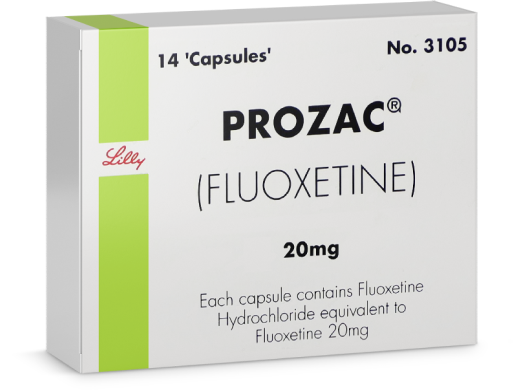 14 'Capsules'
No. 3105
PROZAC®
Lilly
(FLUOXETINE)
20mg
Each capsule contains Fluoxetine
Hydrochloride equivalent to
Fluoxetine 20mg